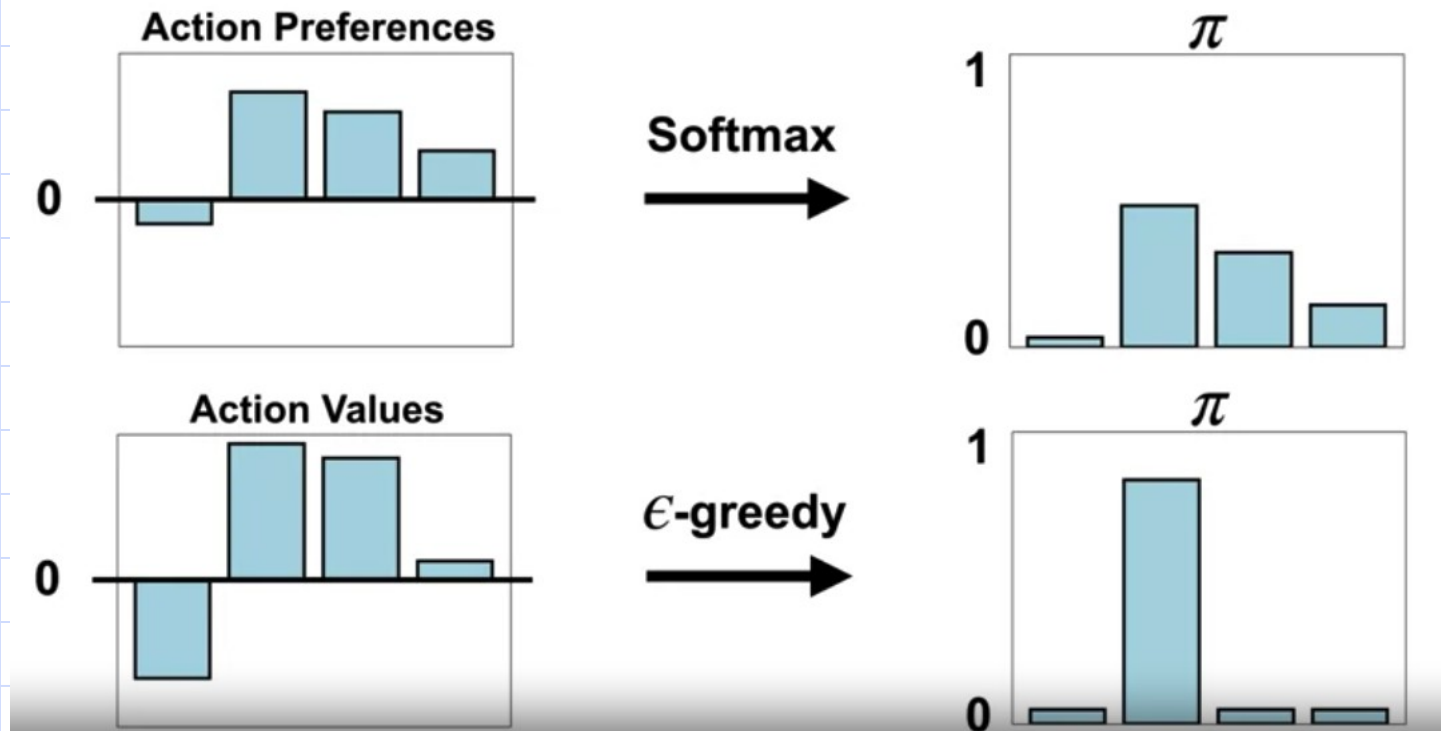 Action Preferences
0
Softmax
π
1
0
Action Values
0
ϵ-greedy
π
1
0